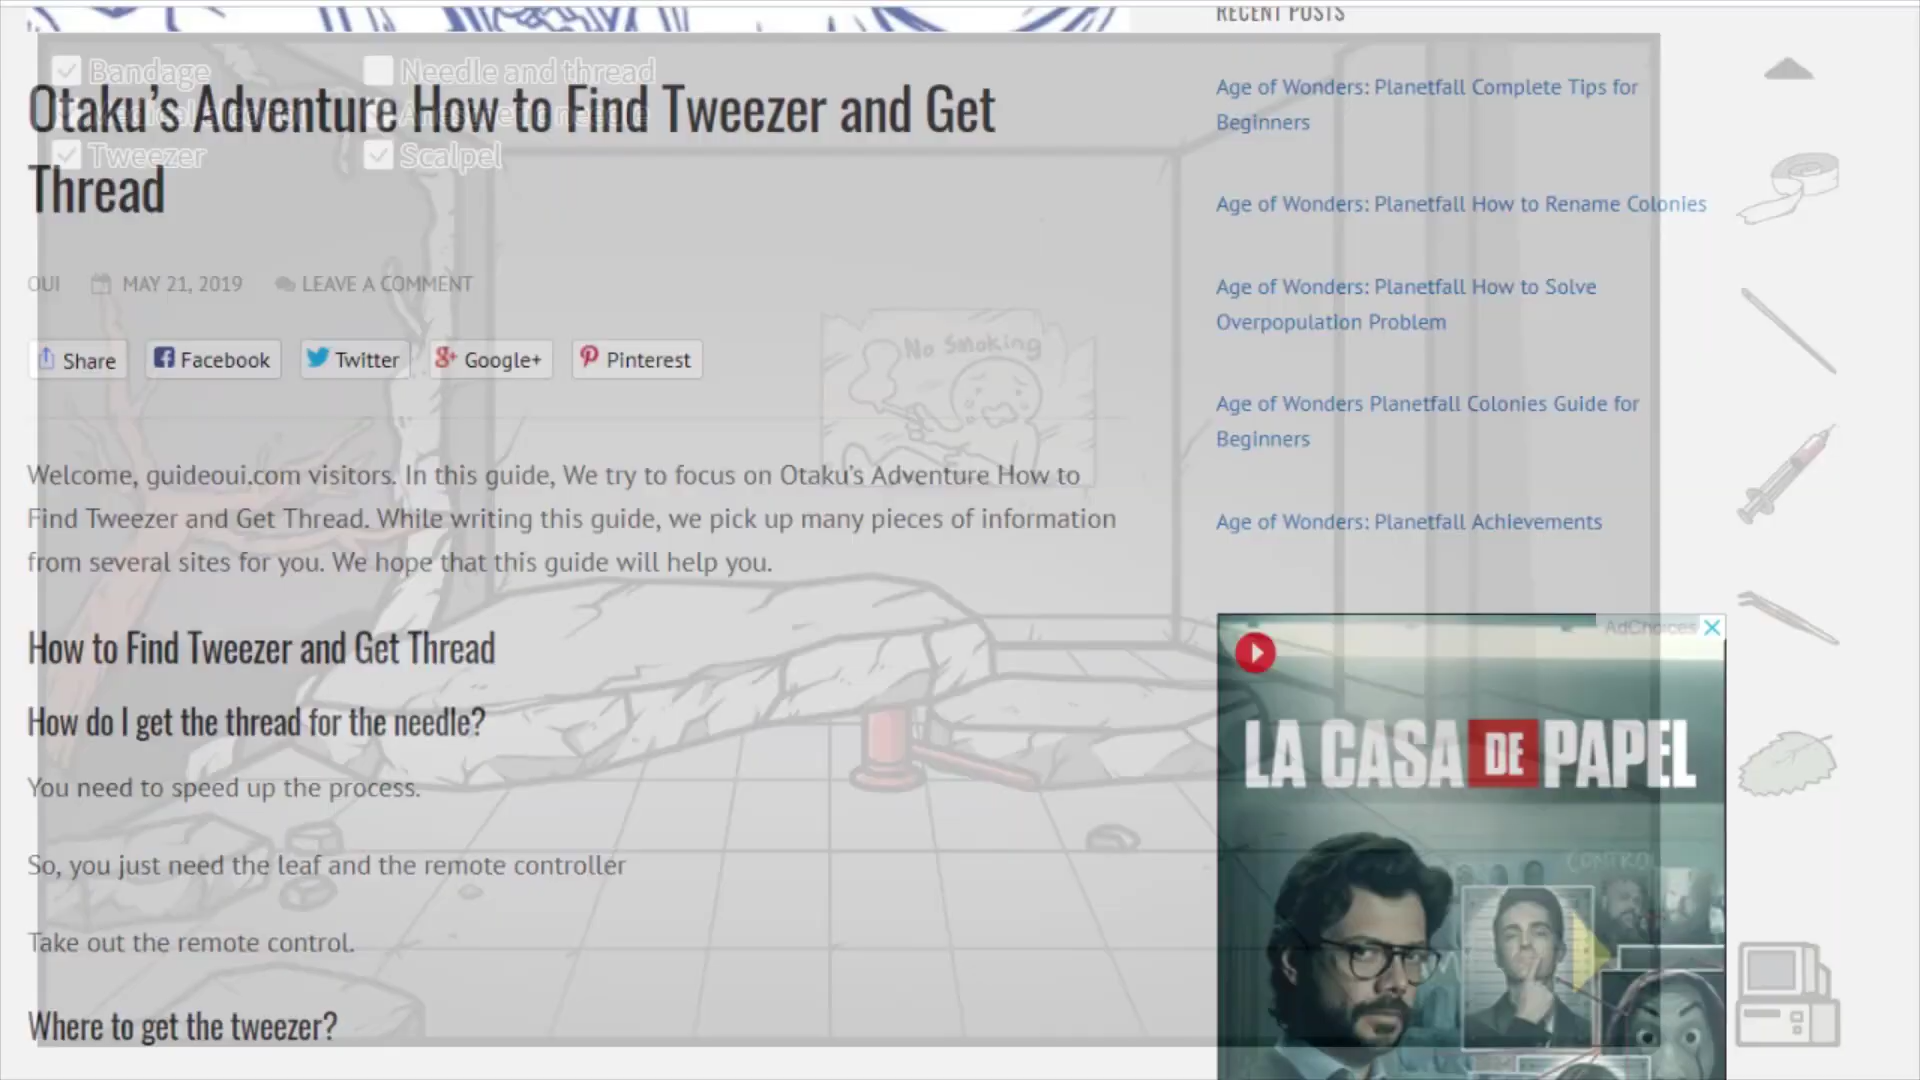 RECENT POSTS
Bandage
Needle and thread
Tweezer
Scalpel
Otaku's Adventure How to Find Tweezer and Get
Thread
OUI MAY 21, 2019 LEAVE A COMMENT
Share Facebook Twitter Google+ Pinterest
No Smoking
Welcome, guideoui.com visitors. In this guide, We try to focus on Otaku's Adventure How to
Find Tweezer and Get Thread. While writing this guide, we pick up many pieces of information
from several sites for you. We hope that this guide will help you.
How to Find Tweezer and Get Thread
How do I get the thread for the needle?
You need to speed up the process.
So, you just need the leaf and the remote controller
Take out the remote control.
Where to get the tweezer?
Age of Wonders: Planetfall Complete Tips for
Beginners
Age of Wonders: Planetfall How to Rename Colonies
Age of Wonders: Planetfall How to Solve
Overpopulation Problem
Age of Wonders Planetfall Colonies Guide for
Beginners
Age of Wonders: Planetfall Achievements
AdChoices
LA CASA DE PAPEL
CONTROL